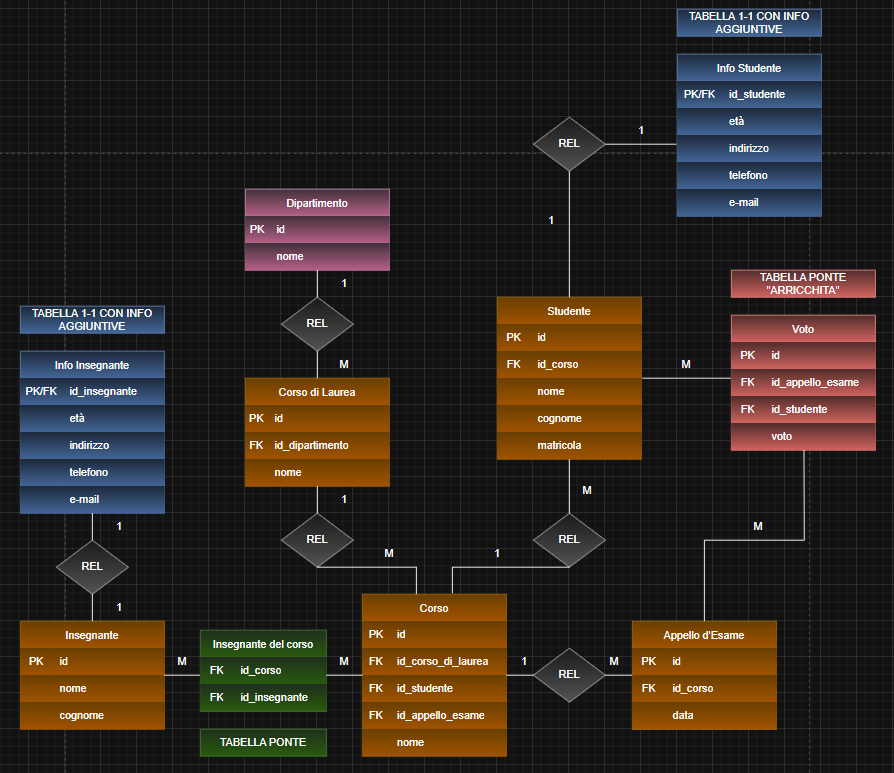 TABELLA 1-1 CON INFO
AGGIUNTIVE
Info Studente
PK/FK id_studente
età
indirizzo
telefono
e-mail
REL
1
1
Dipartimento
PK id
nome
1
REL
M
TABELLA PONTE
"ARRICCHITA"
Voto
PK id
FK id_appello_esame
FK id_studente
voto
Studente
PK id
FK id_corso
nome
cognome
matricola
M
TABELLA 1-1 CON INFO
AGGIUNTIVE
Info Insegnante
PK/FK id_insegnante
età
indirizzo
telefono
e-mail
Corso di Laurea
PK id
FK id_dipartimento
nome
1
REL
M
M
REL
1
M
1
REL
1
Insegnante
PK id
nome
cognome
M
Insegnante del corso
FK id_corso
FK id_insegnante
TABELLA PONTE
M
Corso
PK id
FK id_corso_di_laurea
FK id_studente
FK id_appello_esame
nome
1
REL
M
Appello d'Esame
PK id
FK id_corso
data